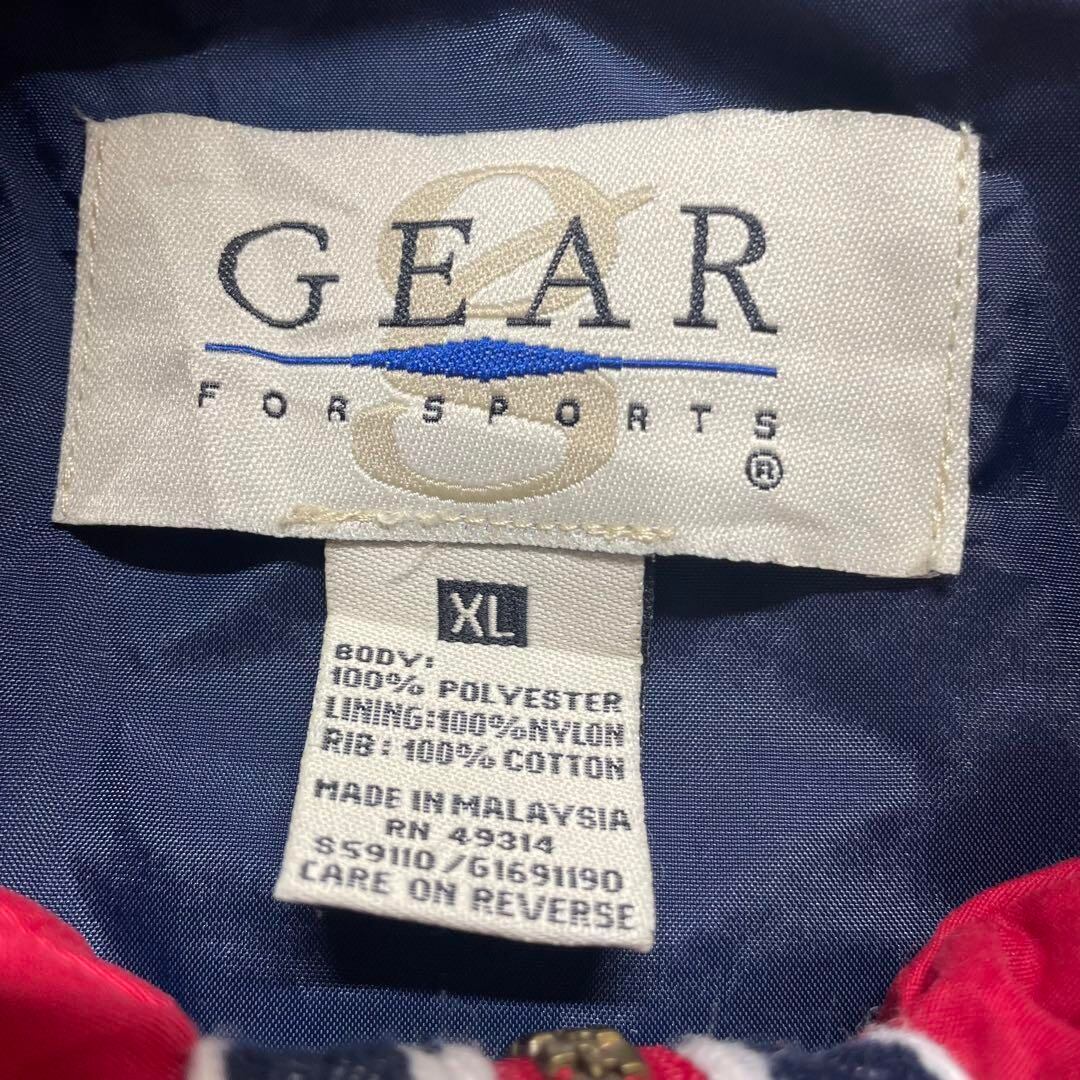 GEAR
FOR SPORTS
®
XL
BODY:
100% POLYESTER
LINING:100%NYLON
RIB: 100% COTTON
MADE IN MALAYSIA
RN 49314
S59110/G1691190
CARE ON REVERSE